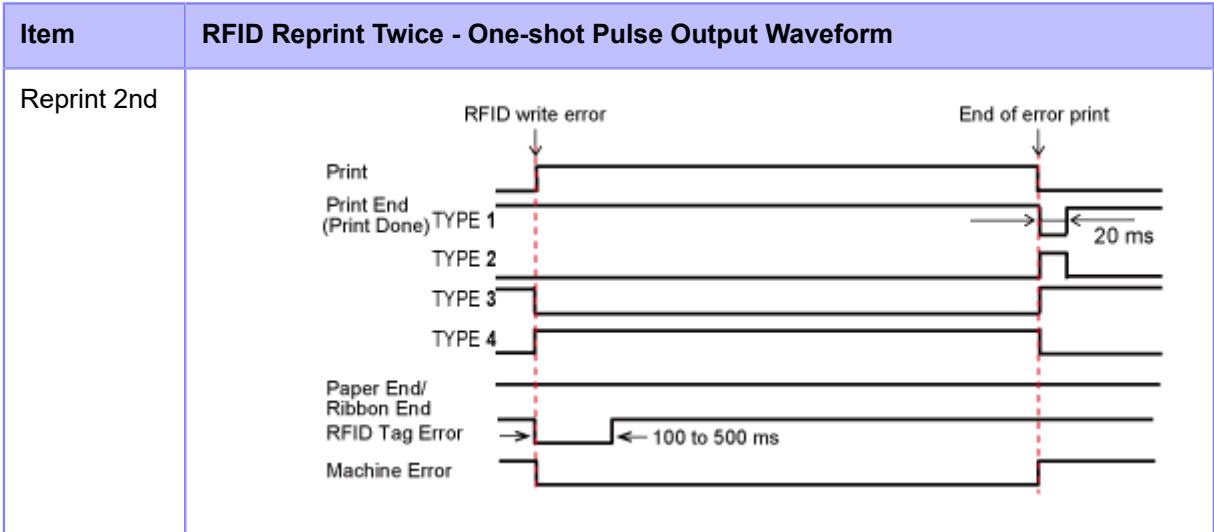 Item
RFID Reprint Twice - One-shot Pulse Output Waveform
Reprint 2nd
RFID write error
End of error print
Print
Print End
(Print Done) TYPE 1
20 ms
TYPE 2
TYPE 3
TYPE 4
Paper End/
Ribbon End
RFID Tag Error
100 to 500 ms
Machine Error